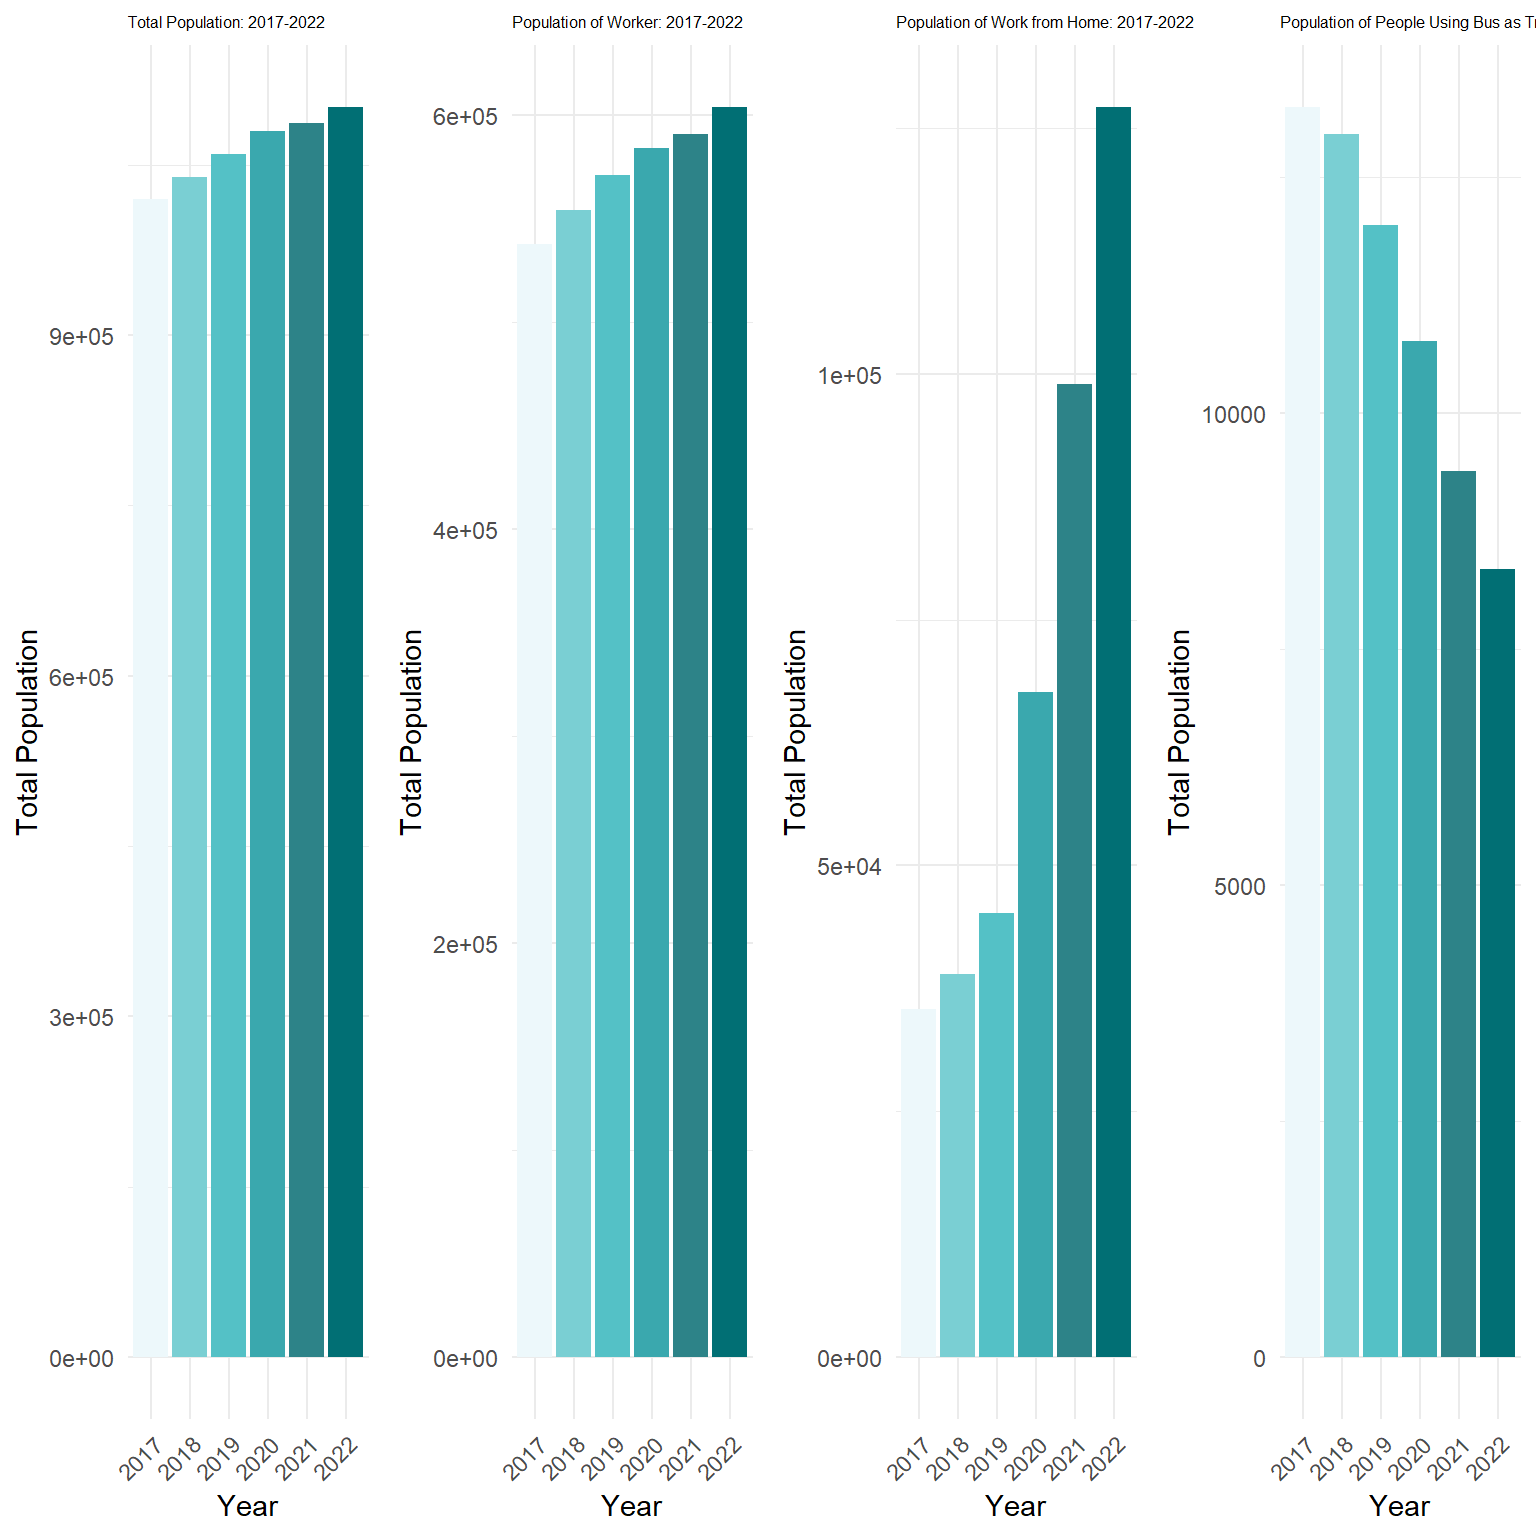 Total Population: 2017-2022
Total Population
9e+05
6e+05
3e+05
0e+00
2017
2018
2019
2020
2021
2022
Year
Population of Worker: 2017-2022
Total Population
6e+05
4e+05
2e+05
0e+00
2017
2018
2019
2020
2021
2022
Year
Population of Work from Home: 2017-2022
Total Population
1e+05
5e+04
0e+00
2017
2018
2019
2020
2021
2022
Year
Population of People Using Bus as
Total Population
10000
5000
0
2017
2018
2019
2020
2021
2022
Year